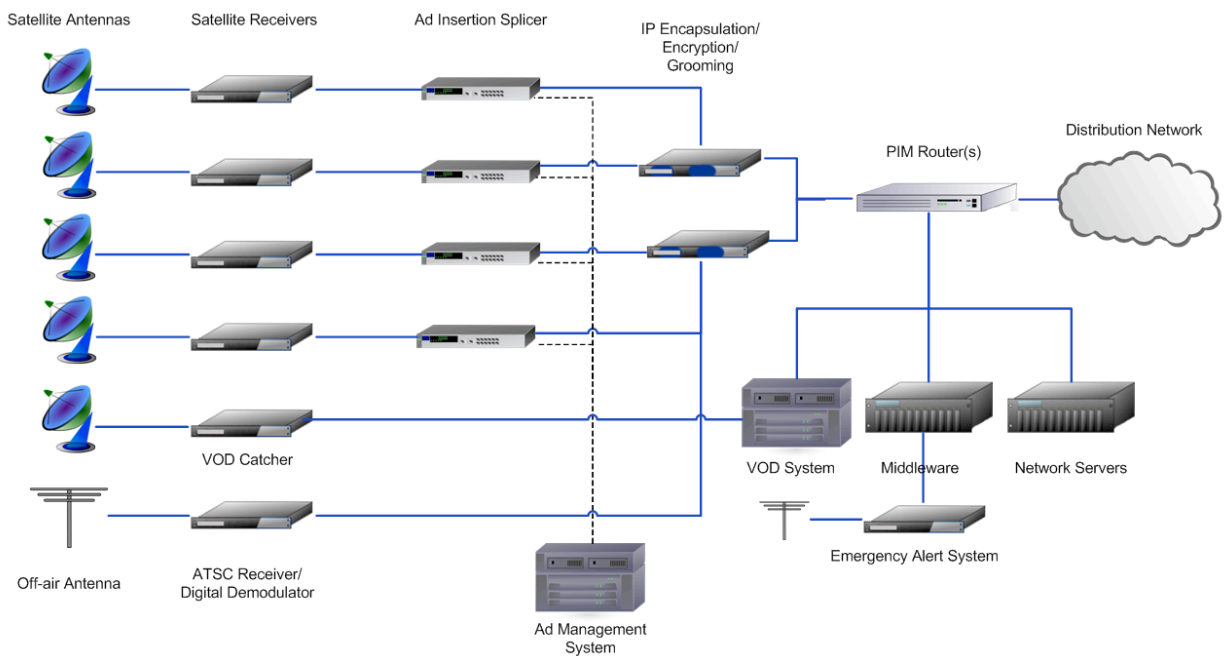 Satellite Antennas
Satellite Receivers
Ad Insertion Splicer
IP Encapsulation/
Encryption/
Grooming
PIM Router(s)
Distribution Network
VOD Catcher
VOD System
Middleware
Network Servers
Off-air Antenna
ATSC Receiver/
Digital Demodulator
Emergency Alert System
Ad Management
System